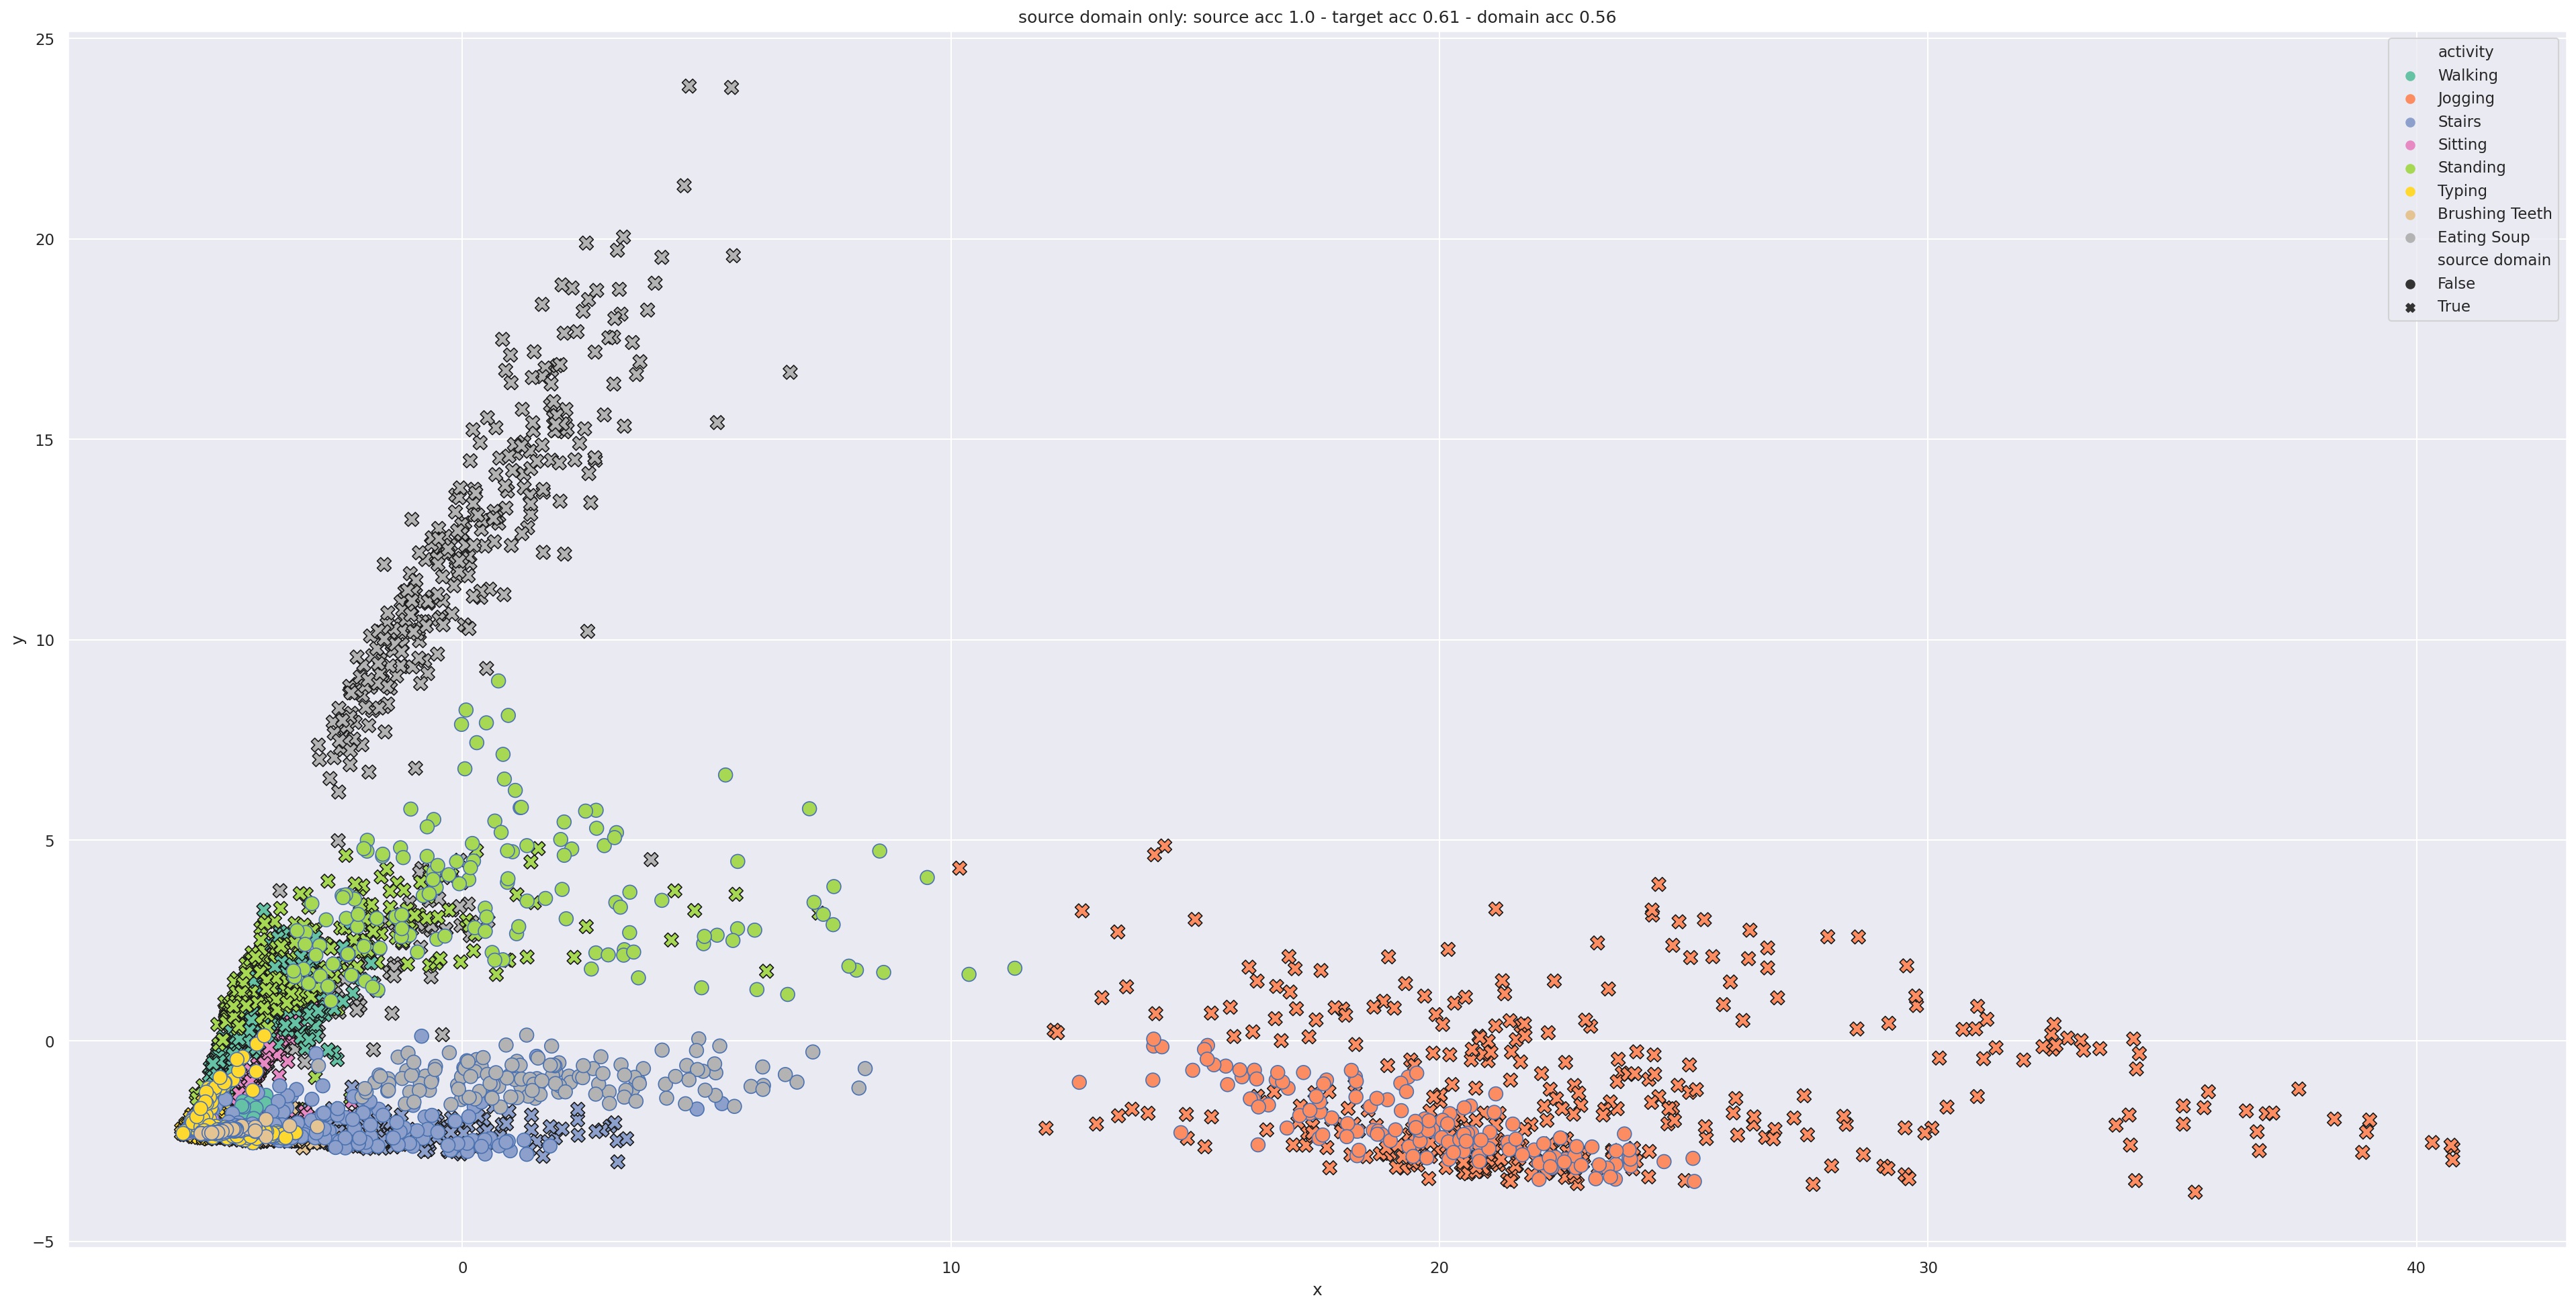 source domain only: source acc 1.0 - target acc 0.61 - domain acc 0.56
25
20
15
10
5
0
−5
y
activity
Walking
Jogging
Stairs
Sitting
Standing
Typing
Brushing Teeth
Eating Soup
source domain
False
True
0
10
20
30
40
x